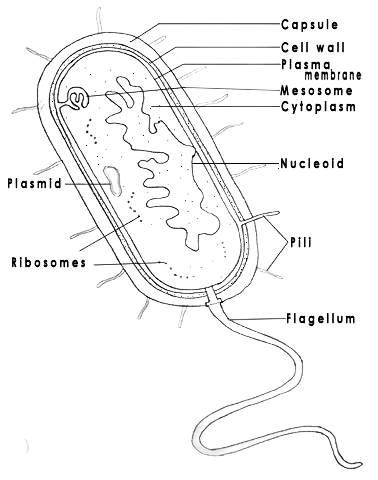 Capsule
Cell wall
Plasma
membrane
Mesosome
Cytoplasm
Nucleoid
Plasmid
Pili
Ribosomes
Flagellum